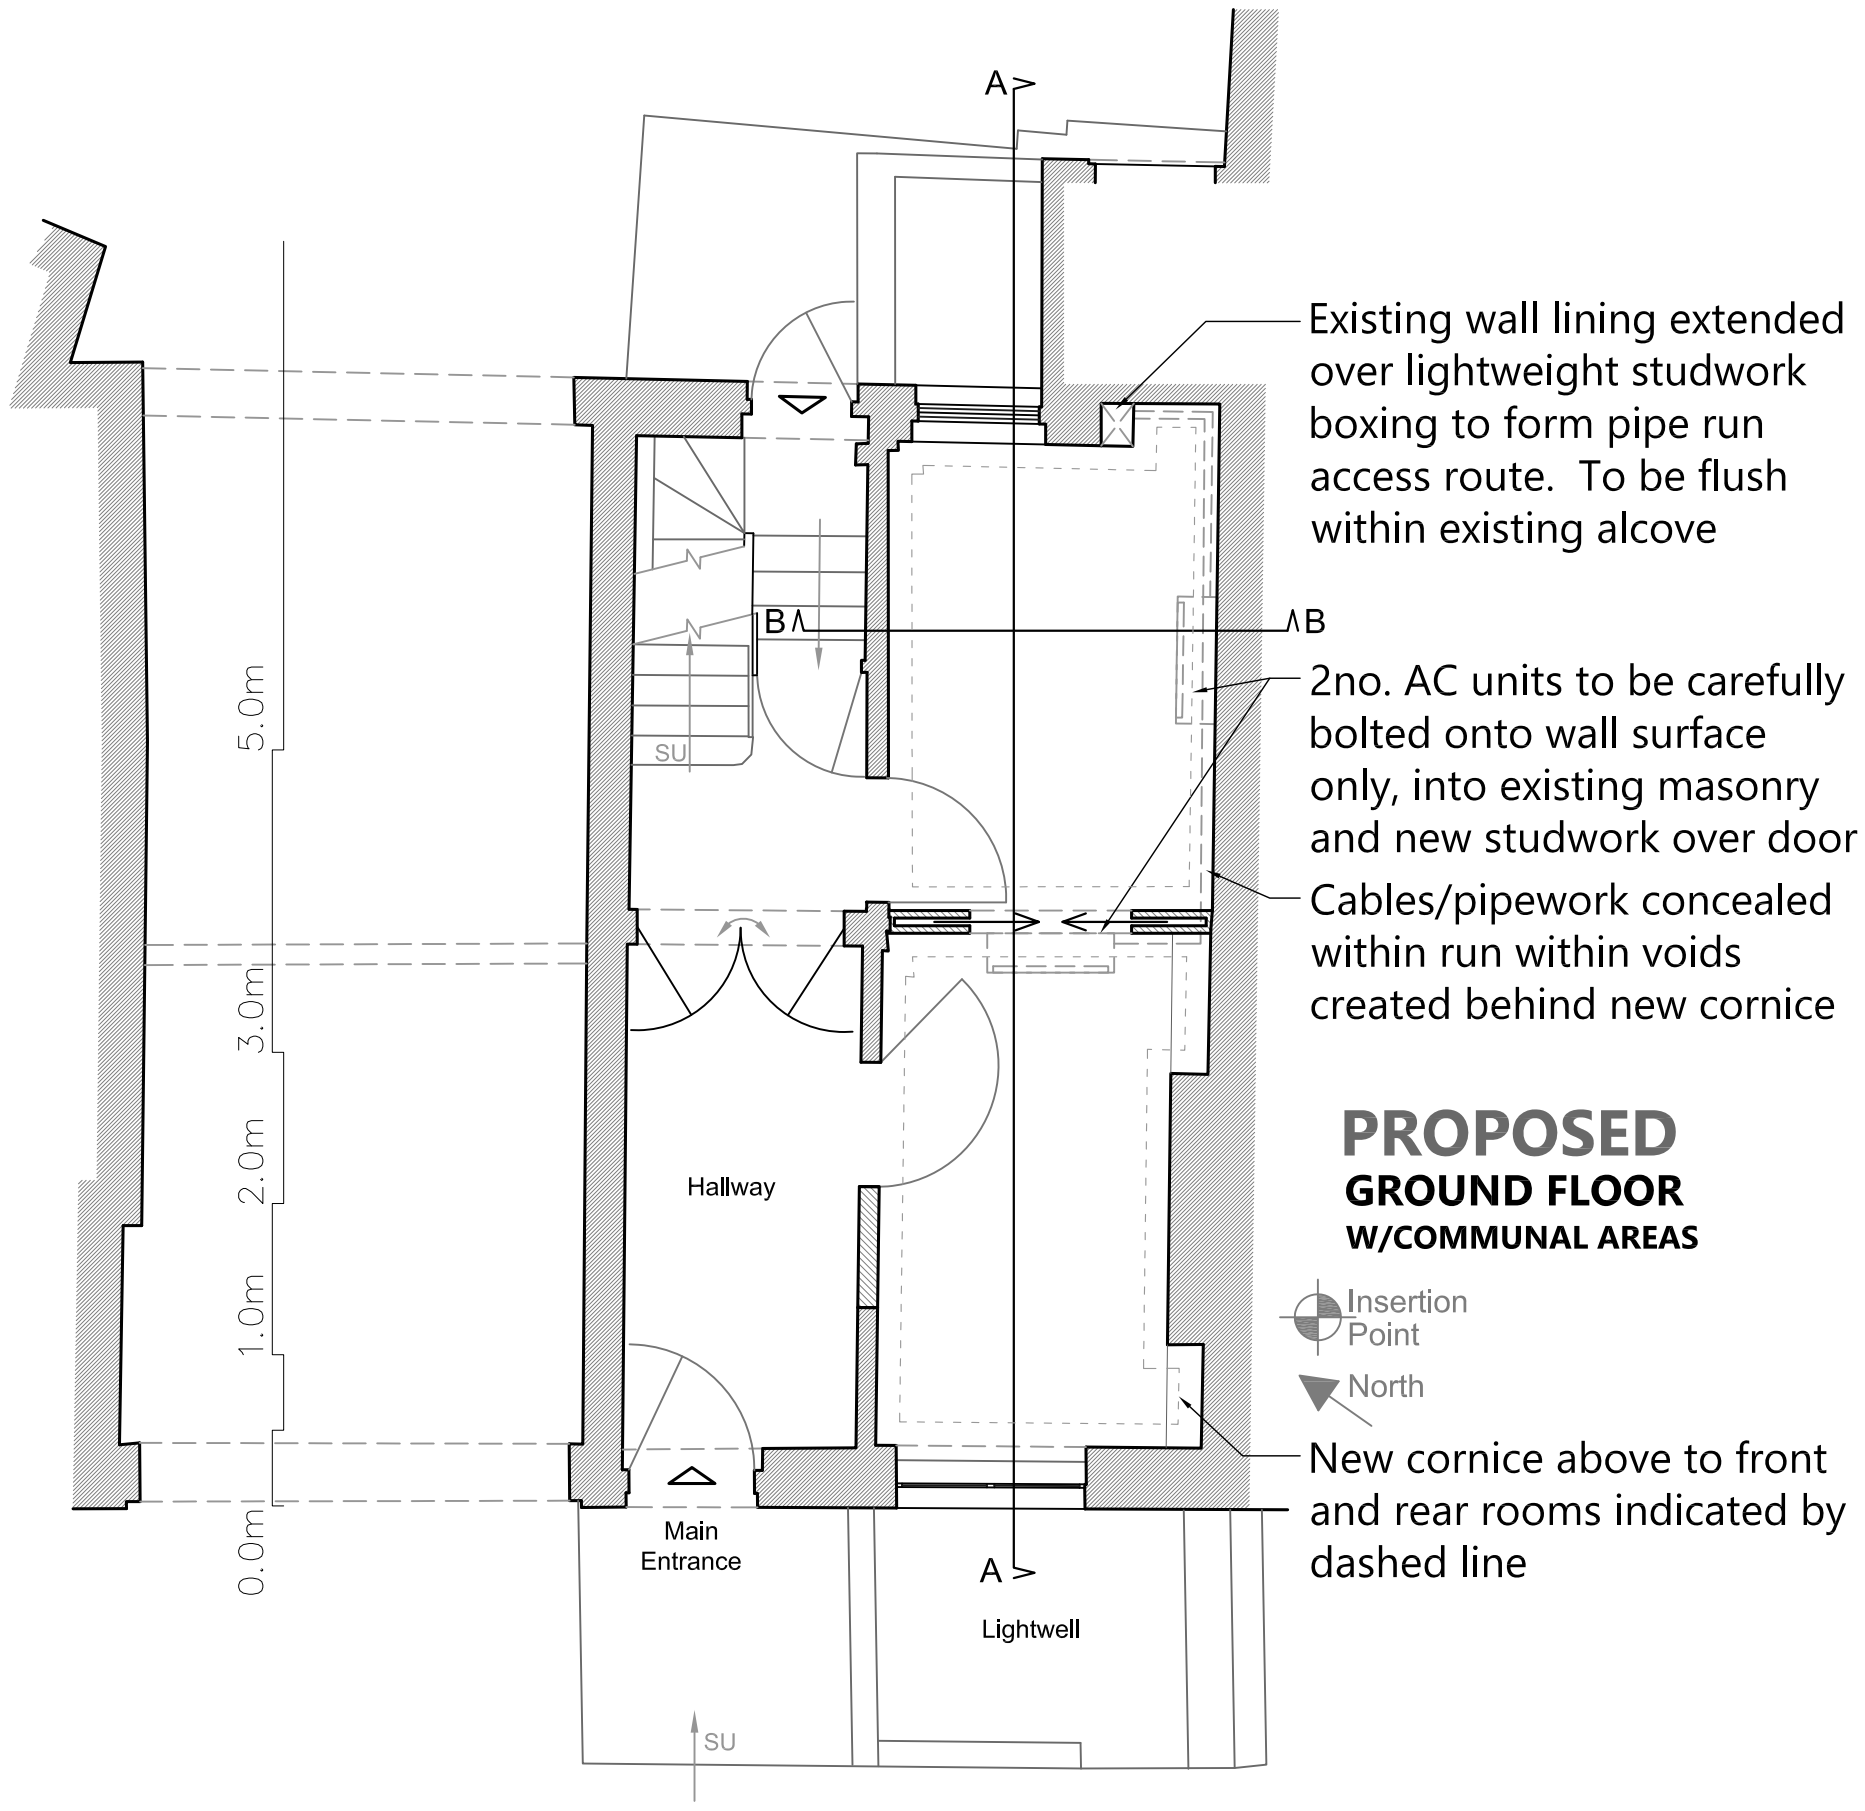 A
Existing wall lining extended
over lightweight studwork
boxing to form pipe run
access route.  To be flush
within existing alcove
B
B
2no. AC units to be carefully
bolted onto wall surface
only, into existing masonry
and new studwork over door
5.0m
SU
Cables/pipework concealed
within run within voids
created behind new cornice
3.0m
2.0m
Hallway
PROPOSED
GROUND FLOOR
W/COMMUNAL AREAS
1.0m
Insertion
Point
North
New cornice above to front
and rear rooms indicated by
dashed line
0.0m
Main
Entrance
A
Lightwell
SU